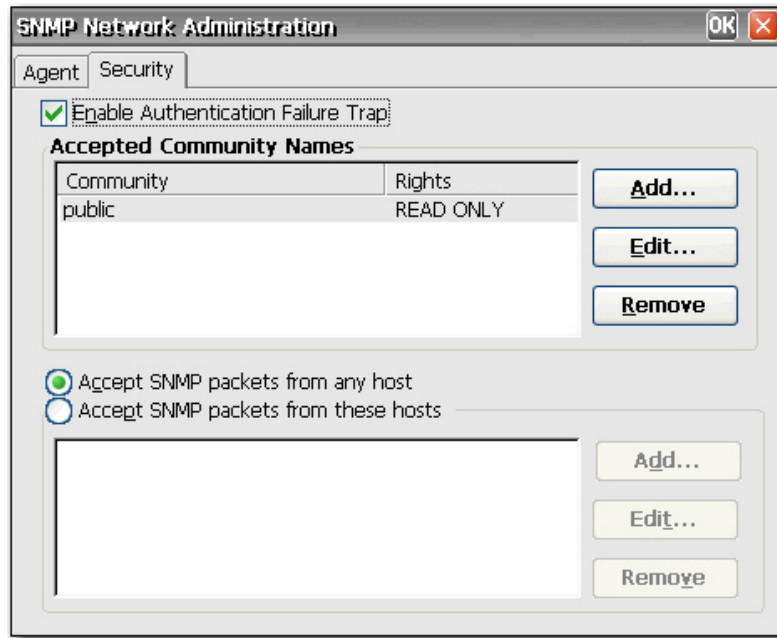 SNMP Network Administration OK
Agent Security
Enable Authentication Failure Trap
Accepted Community Names
Community Rights
public READ ONLY
Add...
Edit...
Remove
Accept SNMP packets from any host
Accept SNMP packets from these hosts
Add...
Edit...
Remove